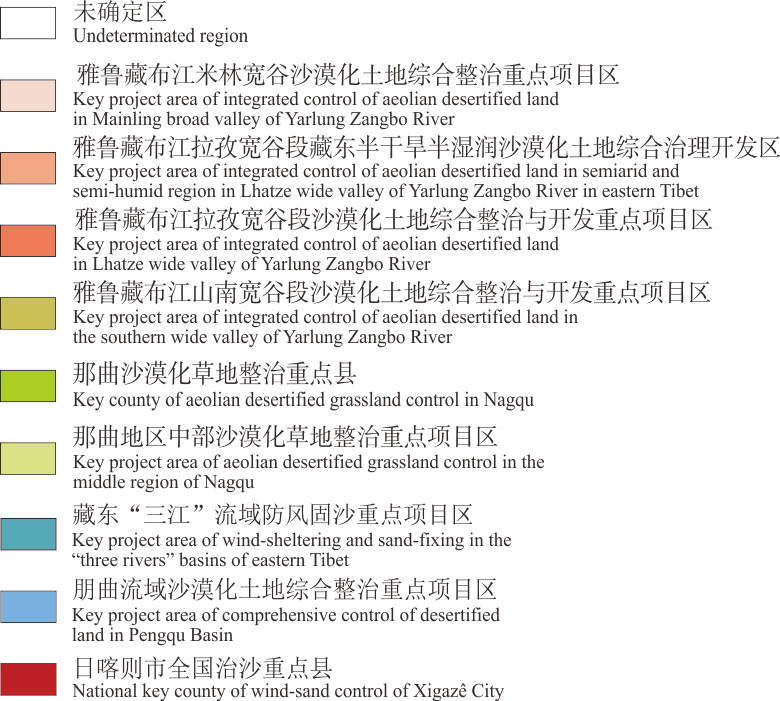 未确定区
Undeterminated region
雅鲁藏布江米林宽谷沙漠化土地综合整治重点项目区
Key project area of integrated control of aeolian desertified land
in Mainling broad valley of Yarlung Zangbo River
雅鲁藏布江拉孜宽谷段藏东半干旱半湿润沙漠化土地综合治理开发区
Key project area of integrated control of aeolian desertified land in semiarid and
semi-humid region in Lhatze wide valley of Yarlung Zangbo River in eastern Tibet
雅鲁藏布江拉孜宽谷段沙漠化土地综合整治与开发重点项目区
Key project area of integrated control of aeolian desertified land
in Lhatze wide valley of Yarlung Zangbo River
雅鲁藏布江山南宽谷段沙漠化土地综合整治与开发重点项目区
Key project area of integrated control of aeolian desertified land in
the southern wide valley of Yarlung Zangbo River
那曲沙漠化草地整治重点县
Key county of aeolian desertified grassland control in Nagqu
那曲地区中部沙漠化草地整治重点项目区
Key project area of aeolian desertified grassland control in the
middle region of Nagqu
藏东“三江”流域防风固沙重点项目区
Key project area of wind-sheltering and sand-fixing in the
“three rivers” basins of eastern Tibet
朋曲流域沙漠化土地综合整治重点项目区
Key project area of comprehensive control of desertified
land in Pengqu Basin
日喀则市全国治沙重点县
National key county of wind-sand control of Xigazê City